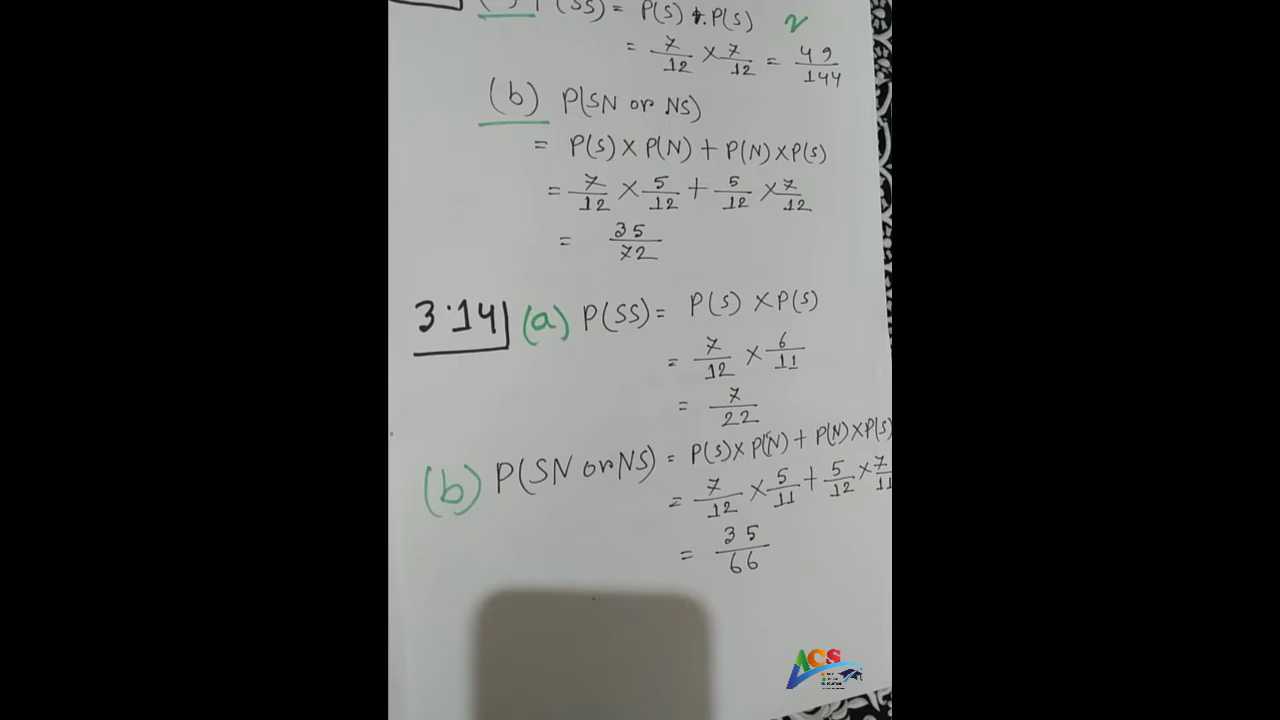 P(SS) = P(S) . P(S)
= 7/12 × 7/12 = 49/144
(b) P(SN or NS)
= P(S) × P(N) + P(N) × P(S)
= 7/12 × 5/12 + 5/12 × 7/12
= 35/72
3.14 (a) P(SS) = P(S) × P(S)
= 7/12 × 6/11
= 7/22
(b) P(SN or NS) = P(S) × P(N) + P(N) × P(S)
= 7/12 × 5/11 + 5/12 × 7/11
= 35/66
ACS